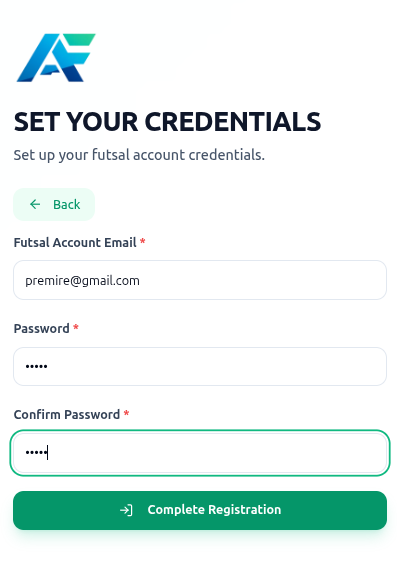 SET YOUR CREDENTIALS
Set up your futsal account credentials.
← Back
Futsal Account Email *
premire@gmail.com
Password *
•••••
Confirm Password *
•••••
Complete Registration